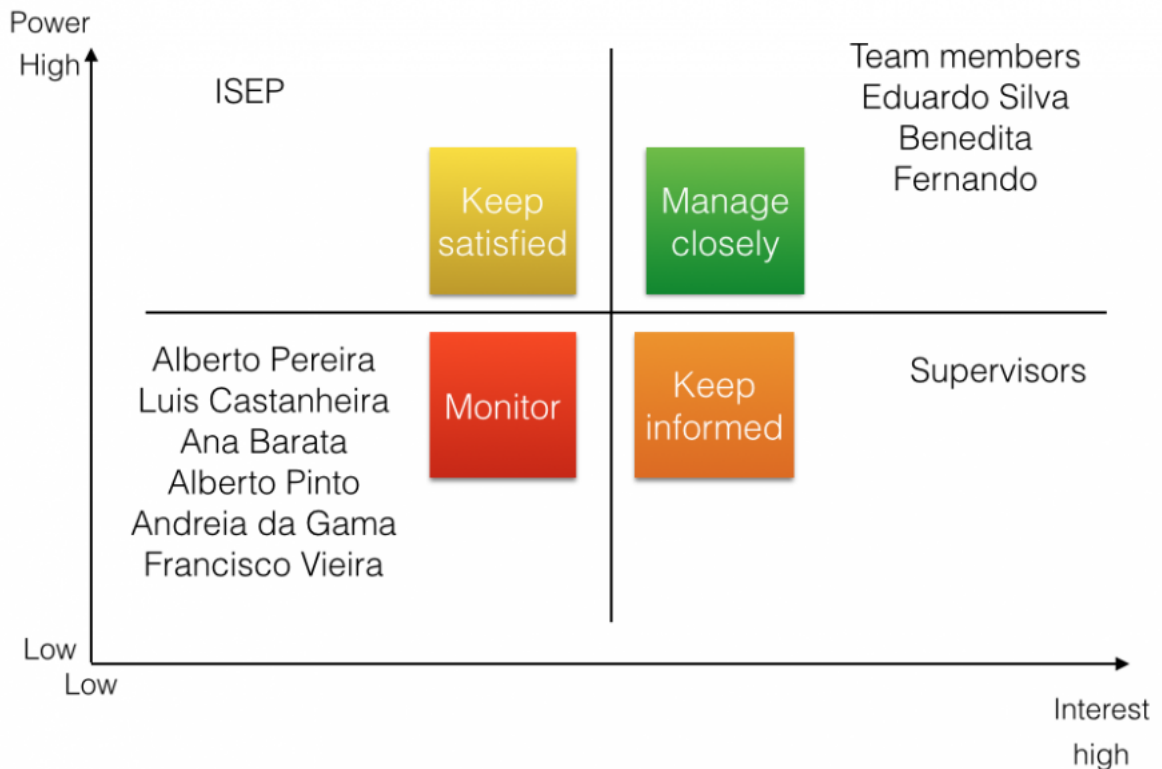 Power
High
ISEP
Team members
Eduardo Silva
Benedita
Fernando
Keep
satisfied
Manage
closely
Alberto Pereira
Luis Castanheira
Ana Barata
Alberto Pinto
Andreia da Gama
Francisco Vieira
Monitor
Keep
informed
Supervisors
Low
Low
Interest
high